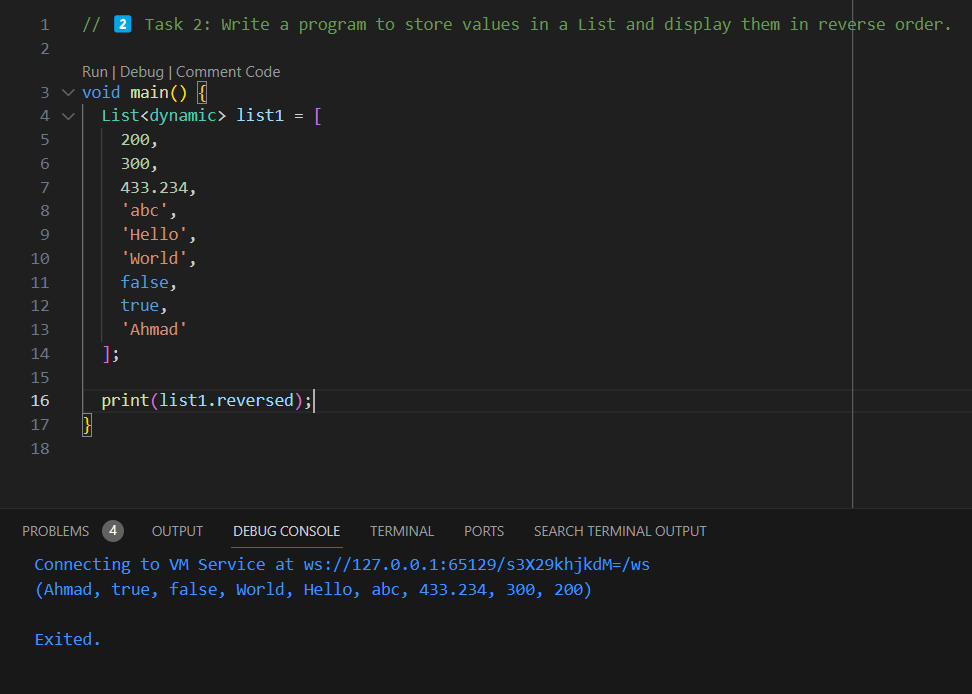 1 // 2️⃣ Task 2: Write a program to store values in a List and display them in reverse order.
2
Run | Debug | Comment Code
3 void main() {
4 List<dynamic> list1 = [
5 200,
6 300,
7 433.234,
8 'abc',
9 'Hello',
10 'World',
11 false,
12 true,
13 'Ahmad'
14 ];
15
16 print(list1.reversed);
17 }
18
PROBLEMS 4 OUTPUT DEBUG CONSOLE TERMINAL PORTS SEARCH TERMINAL OUTPUT
Connecting to VM Service at ws://127.0.0.1:65129/s3X29khjkdM=/ws
(Ahmad, true, false, World, Hello, abc, 433.234, 300, 200)
Exited.